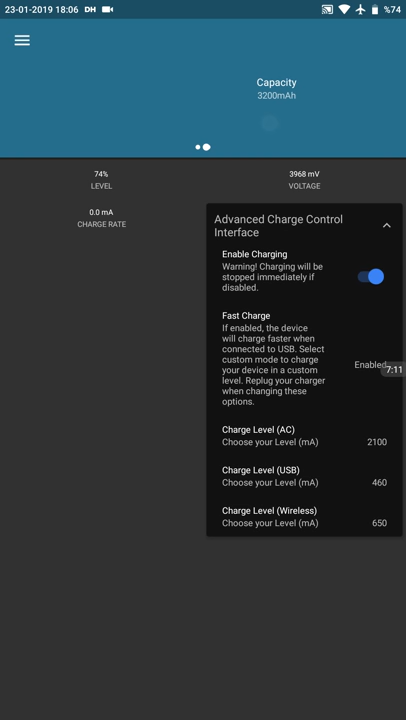 23-01-2019 18:06 DH %74
Capacity
3200mAh
74%
LEVEL
3968 mV
VOLTAGE
0.0 mA
CHARGE RATE
Advanced Charge Control
Interface
Enable Charging
Warning! Charging will be
stopped immediately if
disabled.
Fast Charge
If enabled, the device
will charge faster when
connected to USB. Select
custom mode to charge
your device in a custom
level. Replug your charger
when changing these
options.
Enabled
7:11
Charge Level (AC)
Choose your Level (mA) 2100
Charge Level (USB)
Choose your Level (mA) 460
Charge Level (Wireless)
Choose your Level (mA) 650